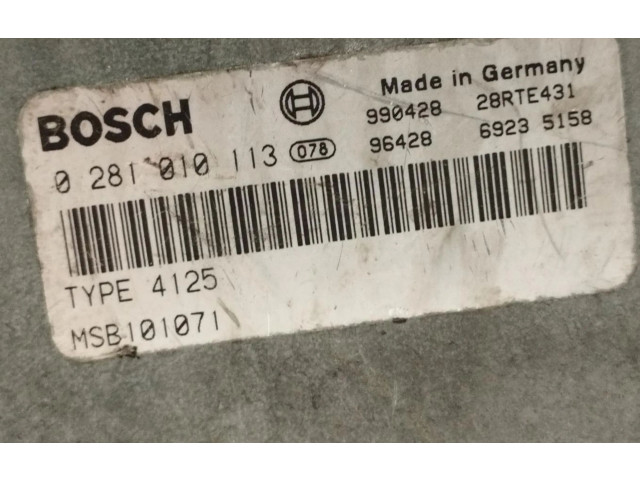 BOSCH
Made in Germany
990428 28RTE431
96428 6923 5158
0 281 010 113 078
TYPE 4125
MSB101071